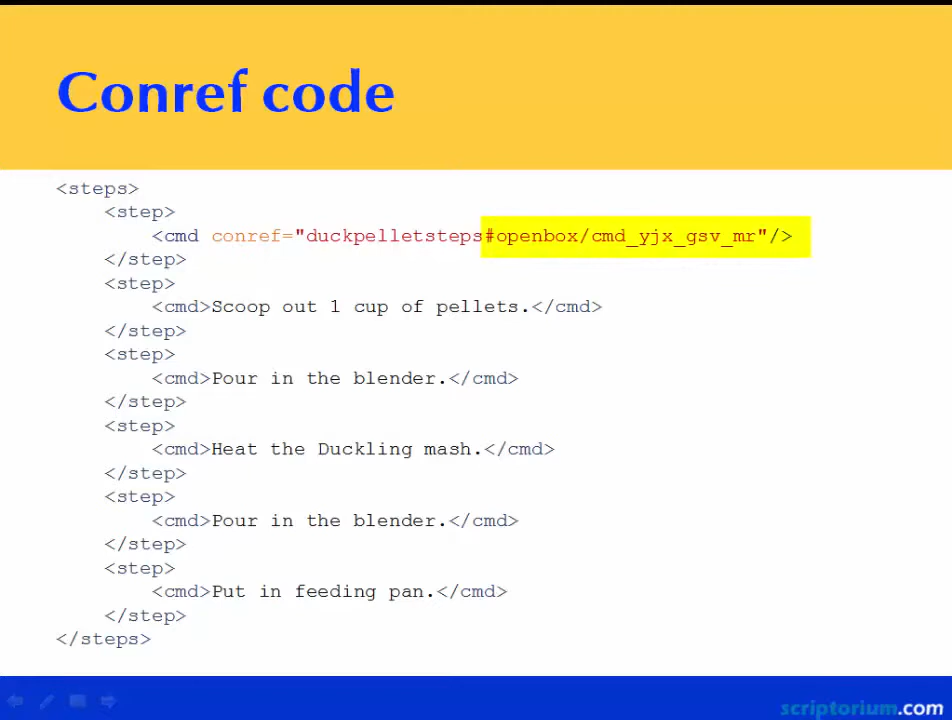 Conref code
<steps>
<step>
<cmd conref="duckpelletsteps#openbox/cmd_yjx_gsv_mr"/>
</step>
<step>
<cmd>Scoop out 1 cup of pellets.</cmd>
</step>
<step>
<cmd>Pour in the blender.</cmd>
</step>
<step>
<cmd>Heat the Duckling mash.</cmd>
</step>
<step>
<cmd>Pour in the blender.</cmd>
</step>
<step>
<cmd>Put in feeding pan.</cmd>
</step>
</steps>
scriptorium.com